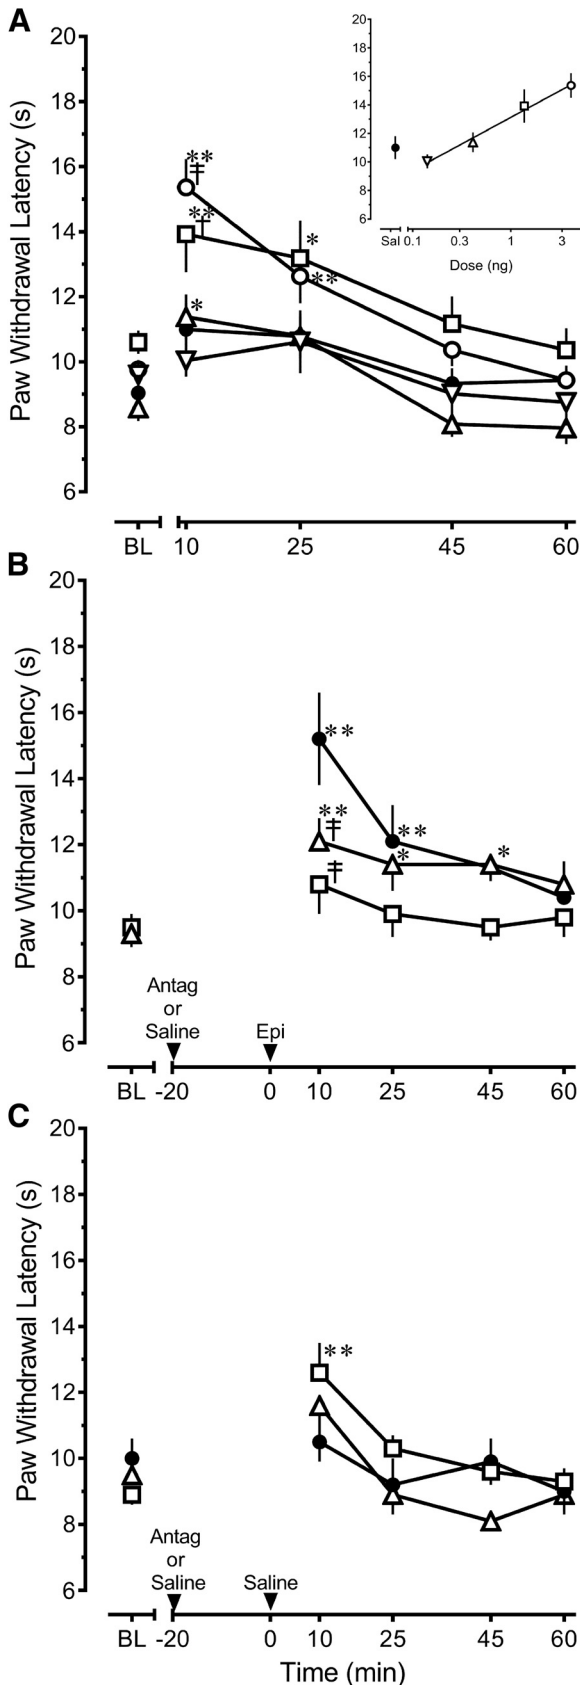 A
Paw Withdrawal Latency (s)
20
18
16
14
12
10
8
6
**
‡
**
†
*
*
**
BL 10 25 45 60
20
18
16
14
12
10
8
6
Sal 0.1 0.3 1 3
Dose (ng)
B
Paw Withdrawal Latency (s)
20
18
16
14
12
10
8
6
**
**
‡
**
*
*
‡
Antag
or
Saline Epi
BL -20 0 10 25 45 60
C
Paw Withdrawal Latency (s)
20
18
16
14
12
10
8
6
**
Antag
or
Saline Saline
BL -20 0 10 25 45 60
Time (min)